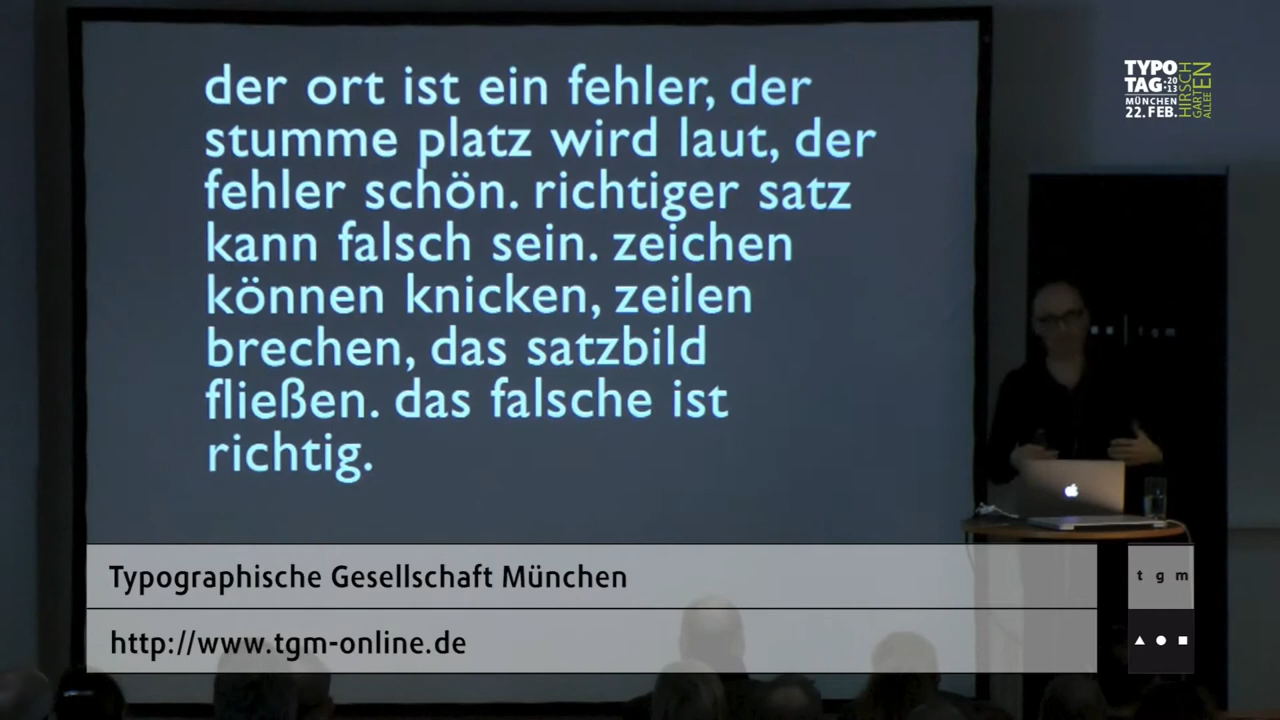 der ort ist ein fehler, der
stumme platz wird laut, der
fehler schön. richtiger satz
kann falsch sein. zeichen
können knicken, zeilen
brechen, das satzbild
fließen. das falsche ist
richtig.
TYPO
TAG·20
·13
MÜNCHEN
22. FEB.
HIRSCH
GARTEN
ALLEE
tgm
Typographische Gesellschaft München
http://www.tgm-online.de
t g m